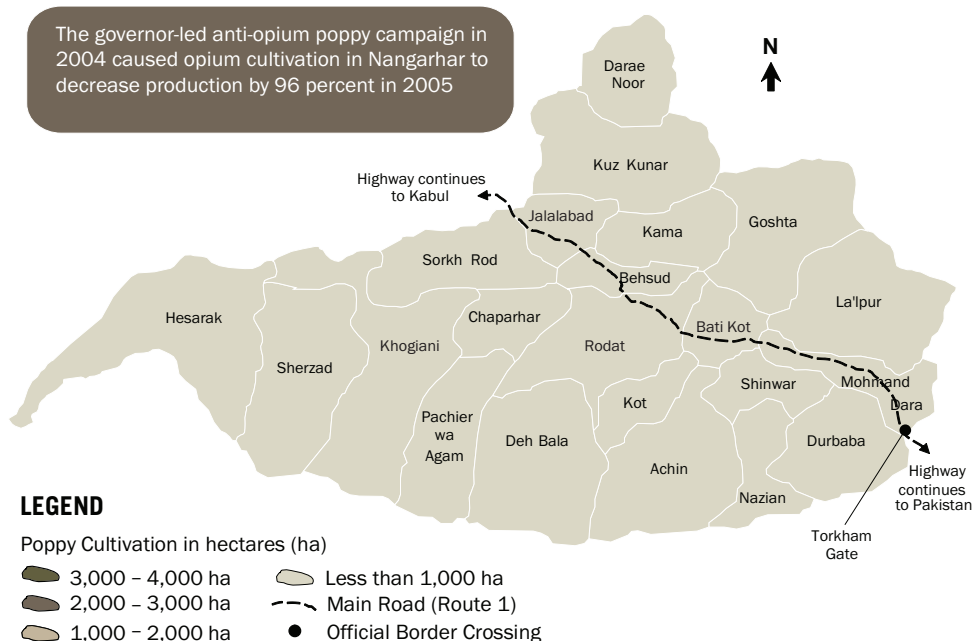 The governor-led anti-opium poppy campaign in
2004 caused opium cultivation in Nangarhar to
decrease production by 96 percent in 2005
N
Darae
Noor
Kuz Kunar
Highway continues
to Kabul
Jalalabad
Kama
Goshta
Sorkh Rod
Behsud
La'lpur
Hesarak
Chaparhar
Bati Kot
Khogiani
Rodat
Sherzad
Shinwar
Mohmand
Dara
Kot
Pachier
wa
Agam
Deh Bala
Durbaba
Achin
Nazian
Highway
continues
to Pakistan
Torkham
Gate
LEGEND
Poppy Cultivation in hectares (ha)
3,000 – 4,000 ha
2,000 – 3,000 ha
1,000 – 2,000 ha
Less than 1,000 ha
Main Road (Route 1)
Official Border Crossing